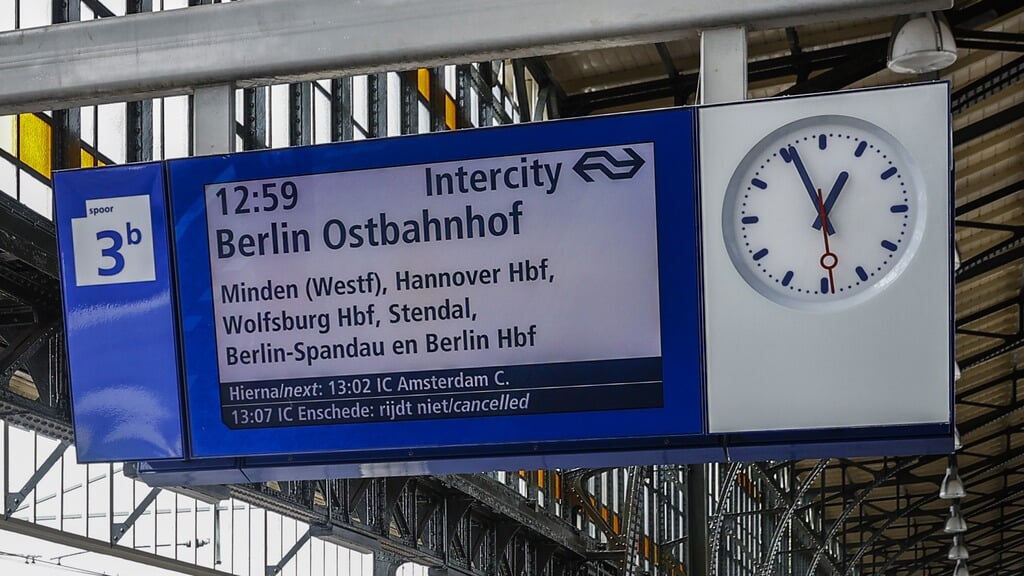 spoor
3b
12:59 Intercity
Berlin Ostbahnhof
Minden (Westf), Hannover Hbf,
Wolfsburg Hbf, Stendal,
Berlin-Spandau en Berlin Hbf
Hierna/next: 13:02 IC Amsterdam C.
13:07 IC Enschede: rijdt niet/cancelled